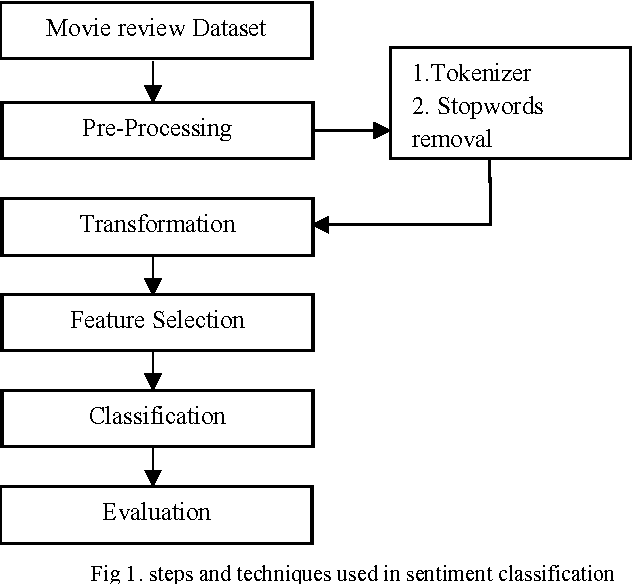 Movie review Dataset
Pre-Processing
1.Tokenizer
2. Stopwords
removal
Transformation
Feature Selection
Classification
Evaluation
Fig 1. steps and techniques used in sentiment classification